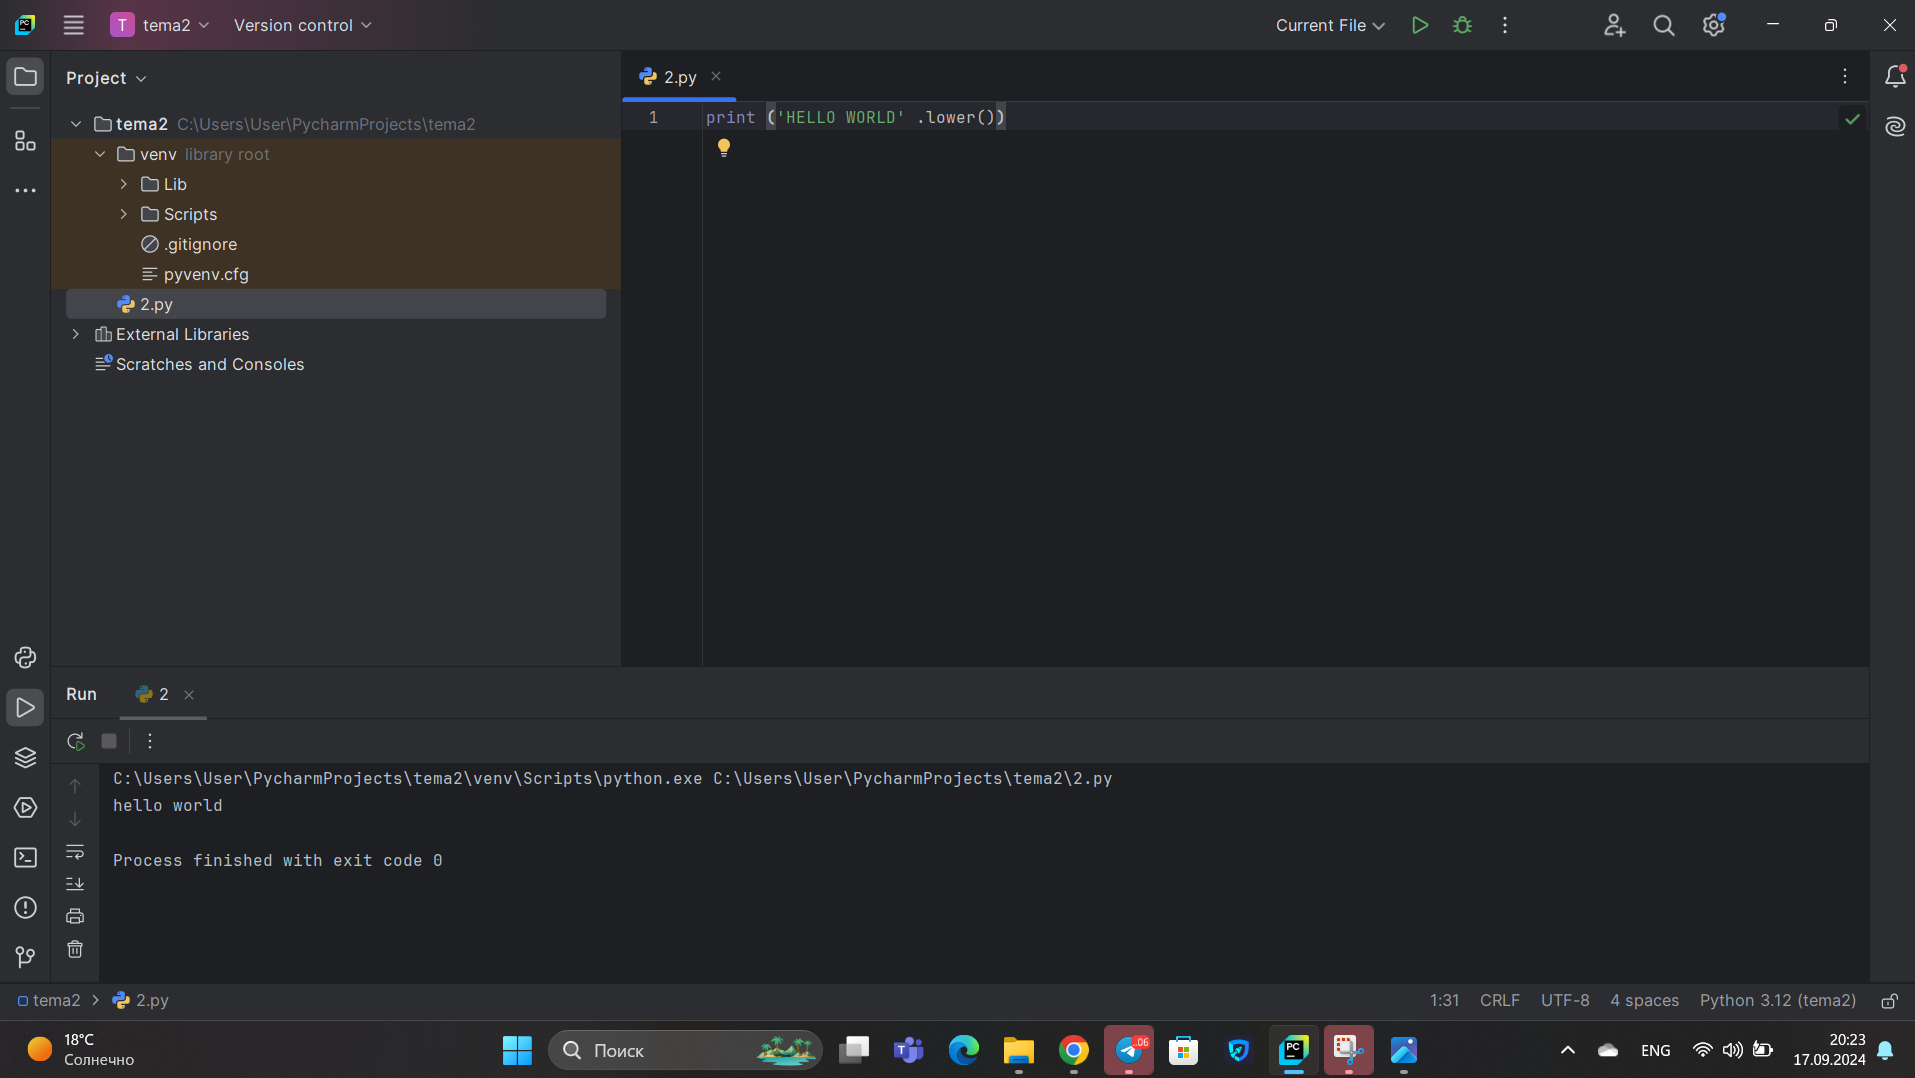 T tema2 Version control Current File
Project
2.py
tema2 C:\Users\User\PycharmProjects\tema2
1 print ('HELLO WORLD' .lower())
venv library root
Lib
Scripts
.gitignore
pyvenv.cfg
2.py
External Libraries
Scratches and Consoles
Run 2
C:\Users\User\PycharmProjects\tema2\venv\Scripts\python.exe C:\Users\User\PycharmProjects\tema2\2.py
hello world
Process finished with exit code 0
tema2 2.py 1:31 CRLF UTF-8 4 spaces Python 3.12 (tema2)
18°C
Солнечно
Поиск
PC
.06
ENG
20:23
17.09.2024